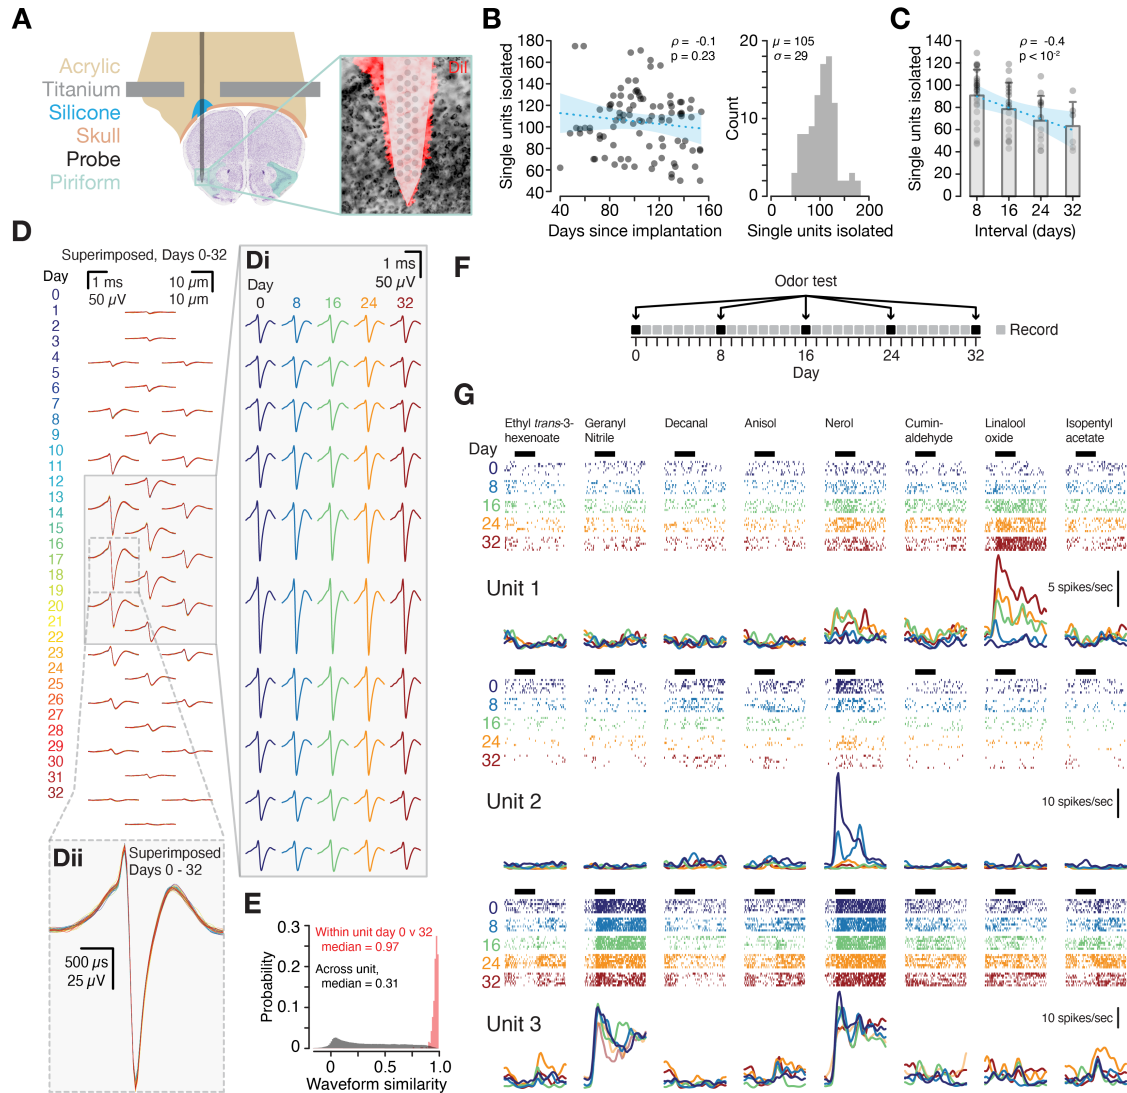 A
Acrylic
Titanium
Silicone
Skull
Probe
Piriform
DiI
B
Single units isolated
180
160
140
120
100
80
60
40
ρ = -0.1
p = 0.23
40
80
120
160
Days since implantation
20
10
0
Count
μ = 105
σ = 29
0
100
200
Single units isolated
C
Single units isolated
140
120
100
80
60
40
20
0
ρ = -0.4
p < 10⁻²
8
16
24
32
Interval (days)
D
Superimposed, Days 0-32
Day
1 ms
50 µV
10 µm
10 µm
0
1
2
3
4
5
6
7
8
9
10
11
12
13
14
15
16
17
18
19
20
21
22
23
24
25
26
27
28
29
30
31
32
Di
1 ms
50 µV
Day
0 8 16 24 32
Dii
Superimposed
Days 0 - 32
500 µs
25 µV
E
Probability
0.3
0.2
0.1
0
Within unit day 0 v 32
median = 0.97
Across unit,
median = 0.31
0
0.5
1.0
Waveform similarity
F
Odor test
Record
0 8 16 24 32
Day
G
Ethyl trans-3-
hexenoate
Geranyl
Nitrile
Decanal
Anisol
Nerol
Cumin-
aldehyde
Linalool
oxide
Isopentyl
acetate
Day
0
8
16
24
32
Unit 1
5 spikes/sec
0
8
16
24
32
Unit 2
10 spikes/sec
0
8
16
24
32
Unit 3
10 spikes/sec